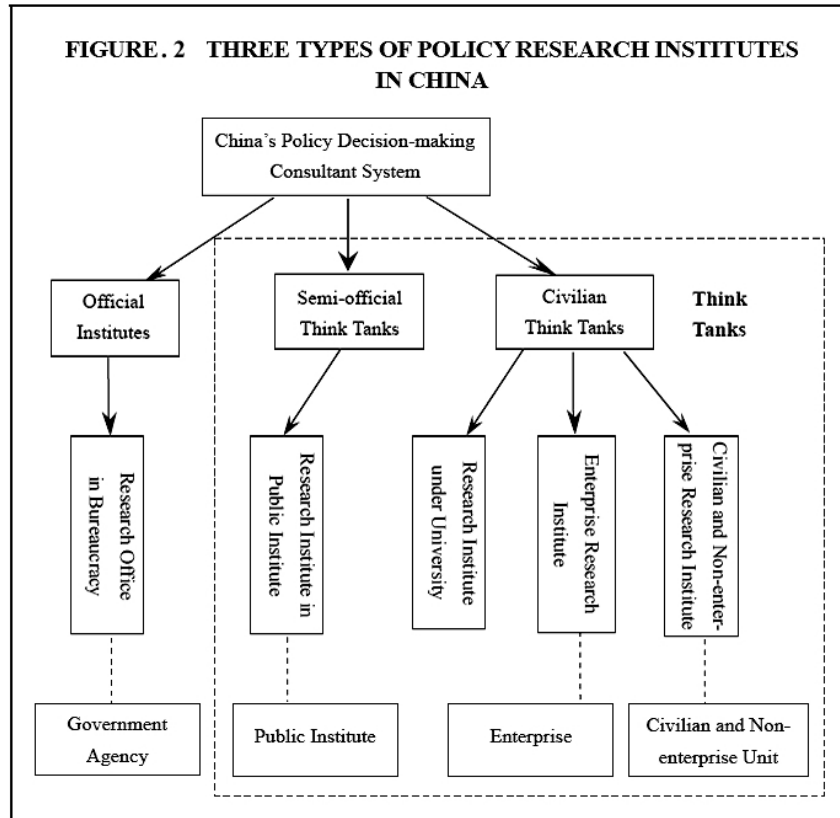 FIGURE. 2 THREE TYPES OF POLICY RESEARCH INSTITUTES
IN CHINA
China’s Policy Decision-making
Consultant System
Official
Institutes
Semi-official
Think Tanks
Civilian
Think Tanks
Think
Tanks
Research Office
in Bureaucracy
Research Institute in
Public Institute
Research Institute
under University
Enterprise Research
Institute
Civilian and Non-enter-
prise Research Institute
Government
Agency
Public Institute
Enterprise
Civilian and Non-
enterprise Unit